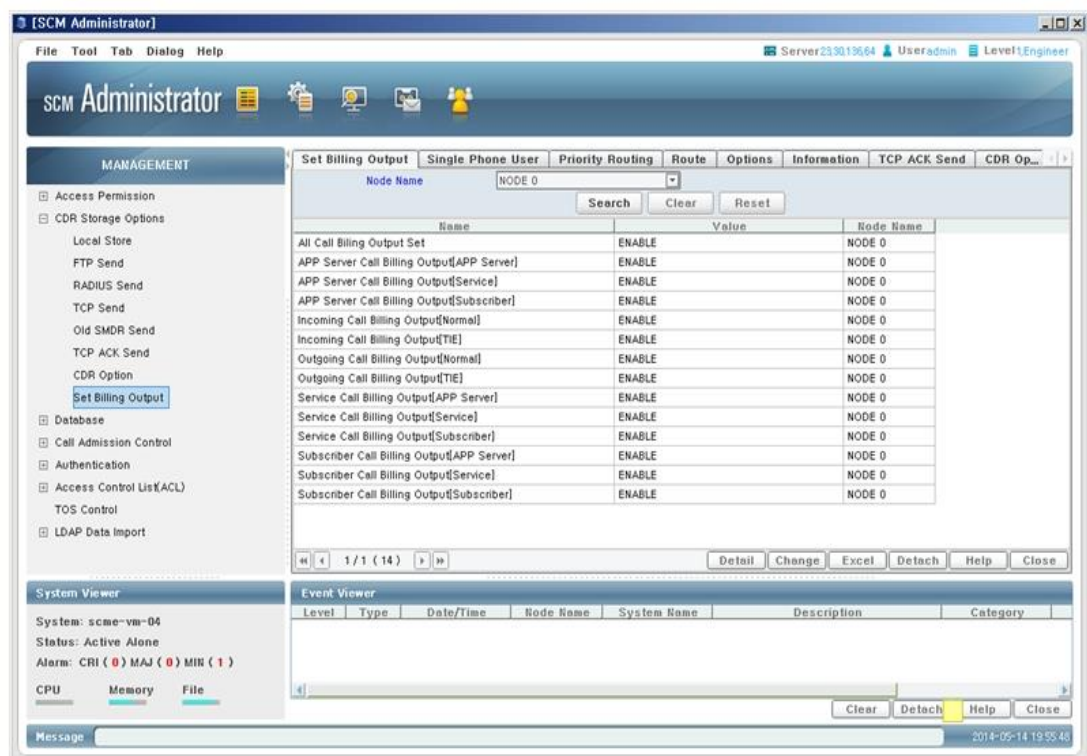 [SCM Administrator]
File Tool Tab Dialog Help
Server 23.30.136.64 User admin Level 1,Engineer
SCM Administrator
MANAGEMENT
Access Permission
CDR Storage Options
Local Store
FTP Send
RADIUS Send
TCP Send
Old SMDR Send
TCP ACK Send
CDR Option
Set Billing Output
Database
Call Admission Control
Authentication
Access Control List(ACL)
TOS Control
LDAP Data Import
Set Billing Output Single Phone User Priority Routing Route Options Information TCP ACK Send CDR Op...
Node Name NODE 0
Search Clear Reset
Name Value Node Name
All Call Biling Output Set ENABLE NODE 0
APP Server Call Billing Output[APP Server] ENABLE NODE 0
APP Server Call Billing Output[Service] ENABLE NODE 0
APP Server Call Billing Output[Subscriber] ENABLE NODE 0
Incoming Call Billing Output[Normal] ENABLE NODE 0
Incoming Call Billing Output[TIE] ENABLE NODE 0
Outgoing Call Billing Output[Normal] ENABLE NODE 0
Outgoing Call Billing Output[TIE] ENABLE NODE 0
Service Call Billing Output[APP Server] ENABLE NODE 0
Service Call Billing Output[Service] ENABLE NODE 0
Service Call Billing Output[Subscriber] ENABLE NODE 0
Subscriber Call Billing Output[APP Server] ENABLE NODE 0
Subscriber Call Billing Output[Service] ENABLE NODE 0
Subscriber Call Billing Output[Subscriber] ENABLE NODE 0
1/1 ( 14 ) Detail Change Excel Detach Help Close
System Viewer
System: scme-vm-04
Status: Active Alone
Alarm: CRI ( 0 ) MAJ ( 0 ) MIN ( 1 )
CPU Memory File
Event Viewer
Level Type Date/Time Node Name System Name Description Category
Clear Detach Help Close
Message 2014-05-14 19:55:48